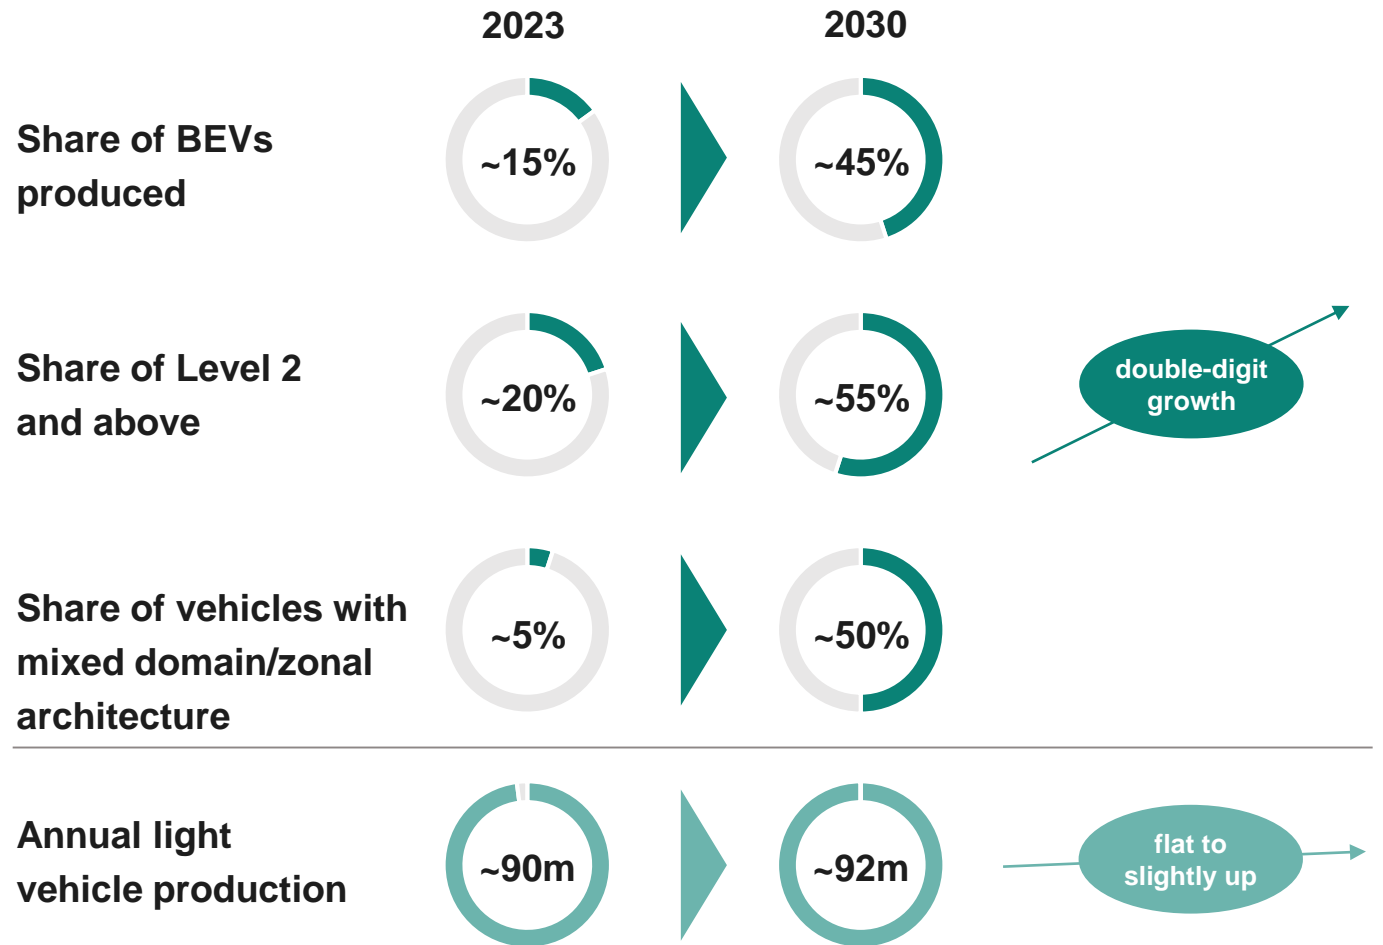 2023
2030
Share of BEVs
produced
~15%
~45%
Share of Level 2
and above
~20%
~55%
double-digit
growth
Share of vehicles with
mixed domain/zonal
architecture
~5%
~50%
Annual light
vehicle production
~90m
~92m
flat to
slightly up